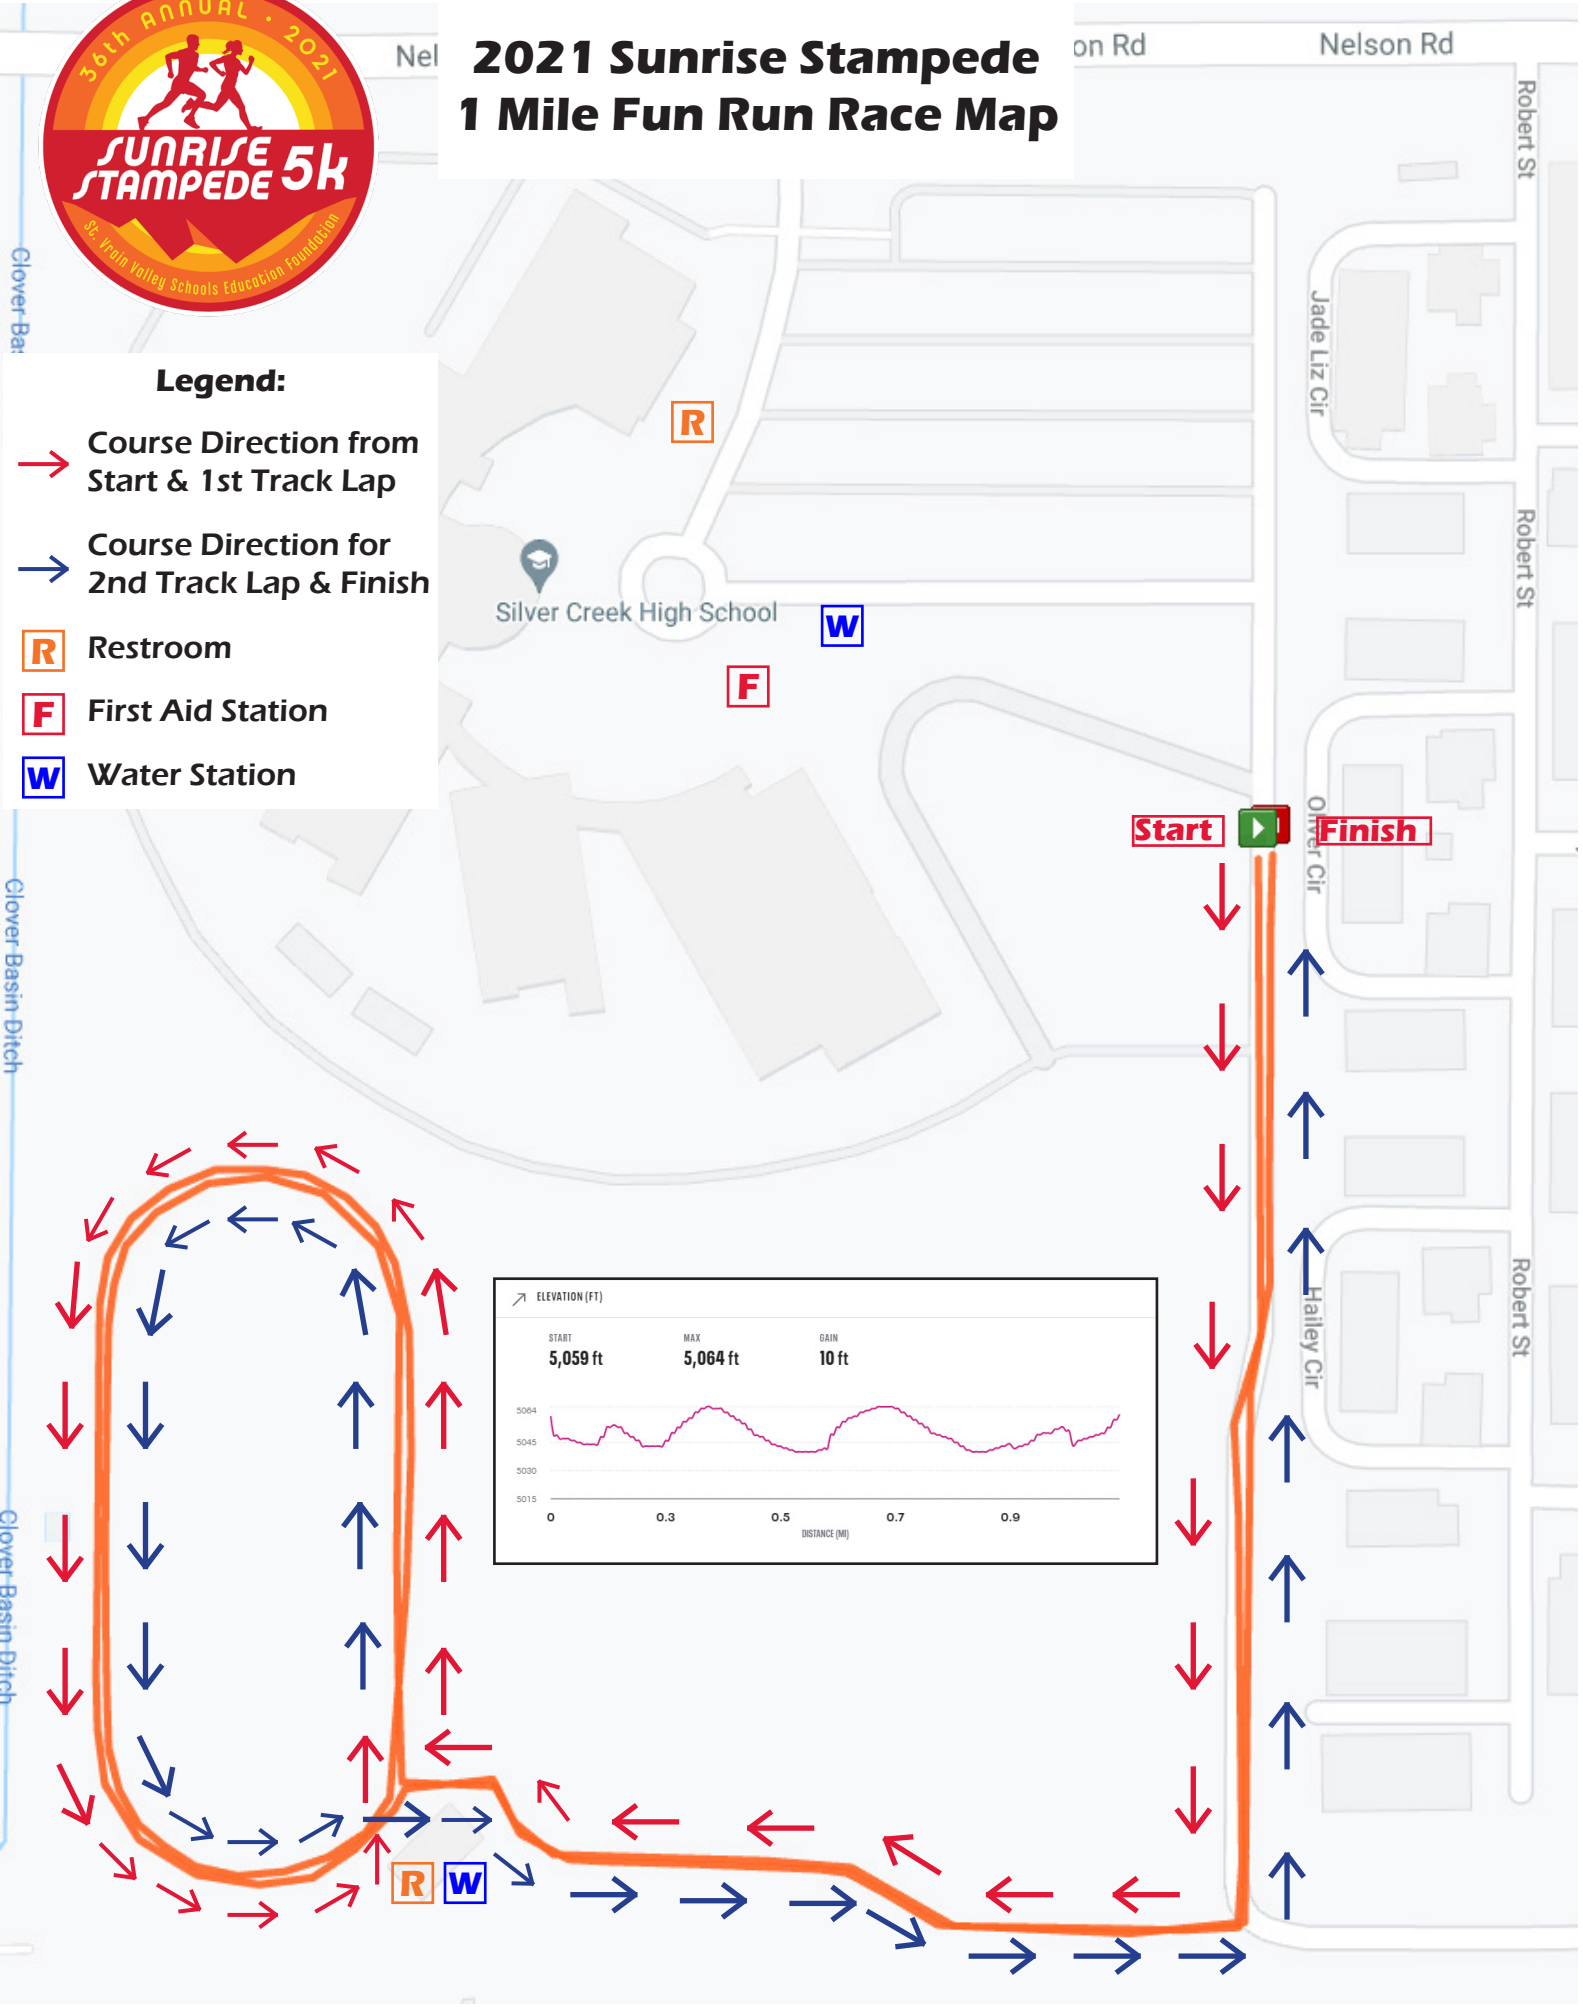 36th ANNUAL • 2021
SUNRISE
STAMPEDE 5k
St. Vrain Valley Schools Education Foundation
2021 Sunrise Stampede
1 Mile Fun Run Race Map
Nel
on Rd
Nelson Rd
Robert St
Clover Bas
Jade Liz Cir
Legend:
Course Direction from
Start & 1st Track Lap
Course Direction for
2nd Track Lap & Finish
R Restroom
F First Aid Station
W Water Station
R
Silver Creek High School
W
F
Robert St
Start
Finish
Oliver Cir
Clover Basin Ditch
Robert St
Hailey Cir
ELEVATION (FT)
START
MAX
GAIN
5,059 ft
5,064 ft
10 ft
5064
5045
5030
5015
0
0.3
0.5
0.7
0.9
DISTANCE (MI)
Clover Basin Ditch
R
W